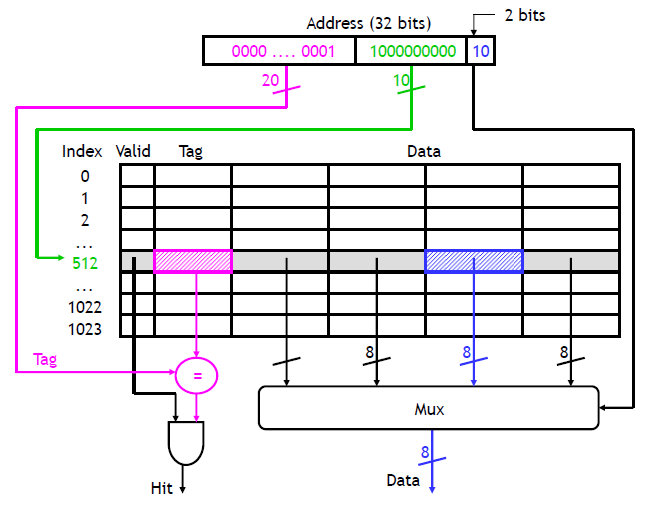 2 bits
Address (32 bits)
0000 .... 0001 1000000000 10
20 10
Index Valid Tag Data
0
1
2
...
512
...
1022
1023
8 8 8
Tag
=
Mux
8
Hit
Data